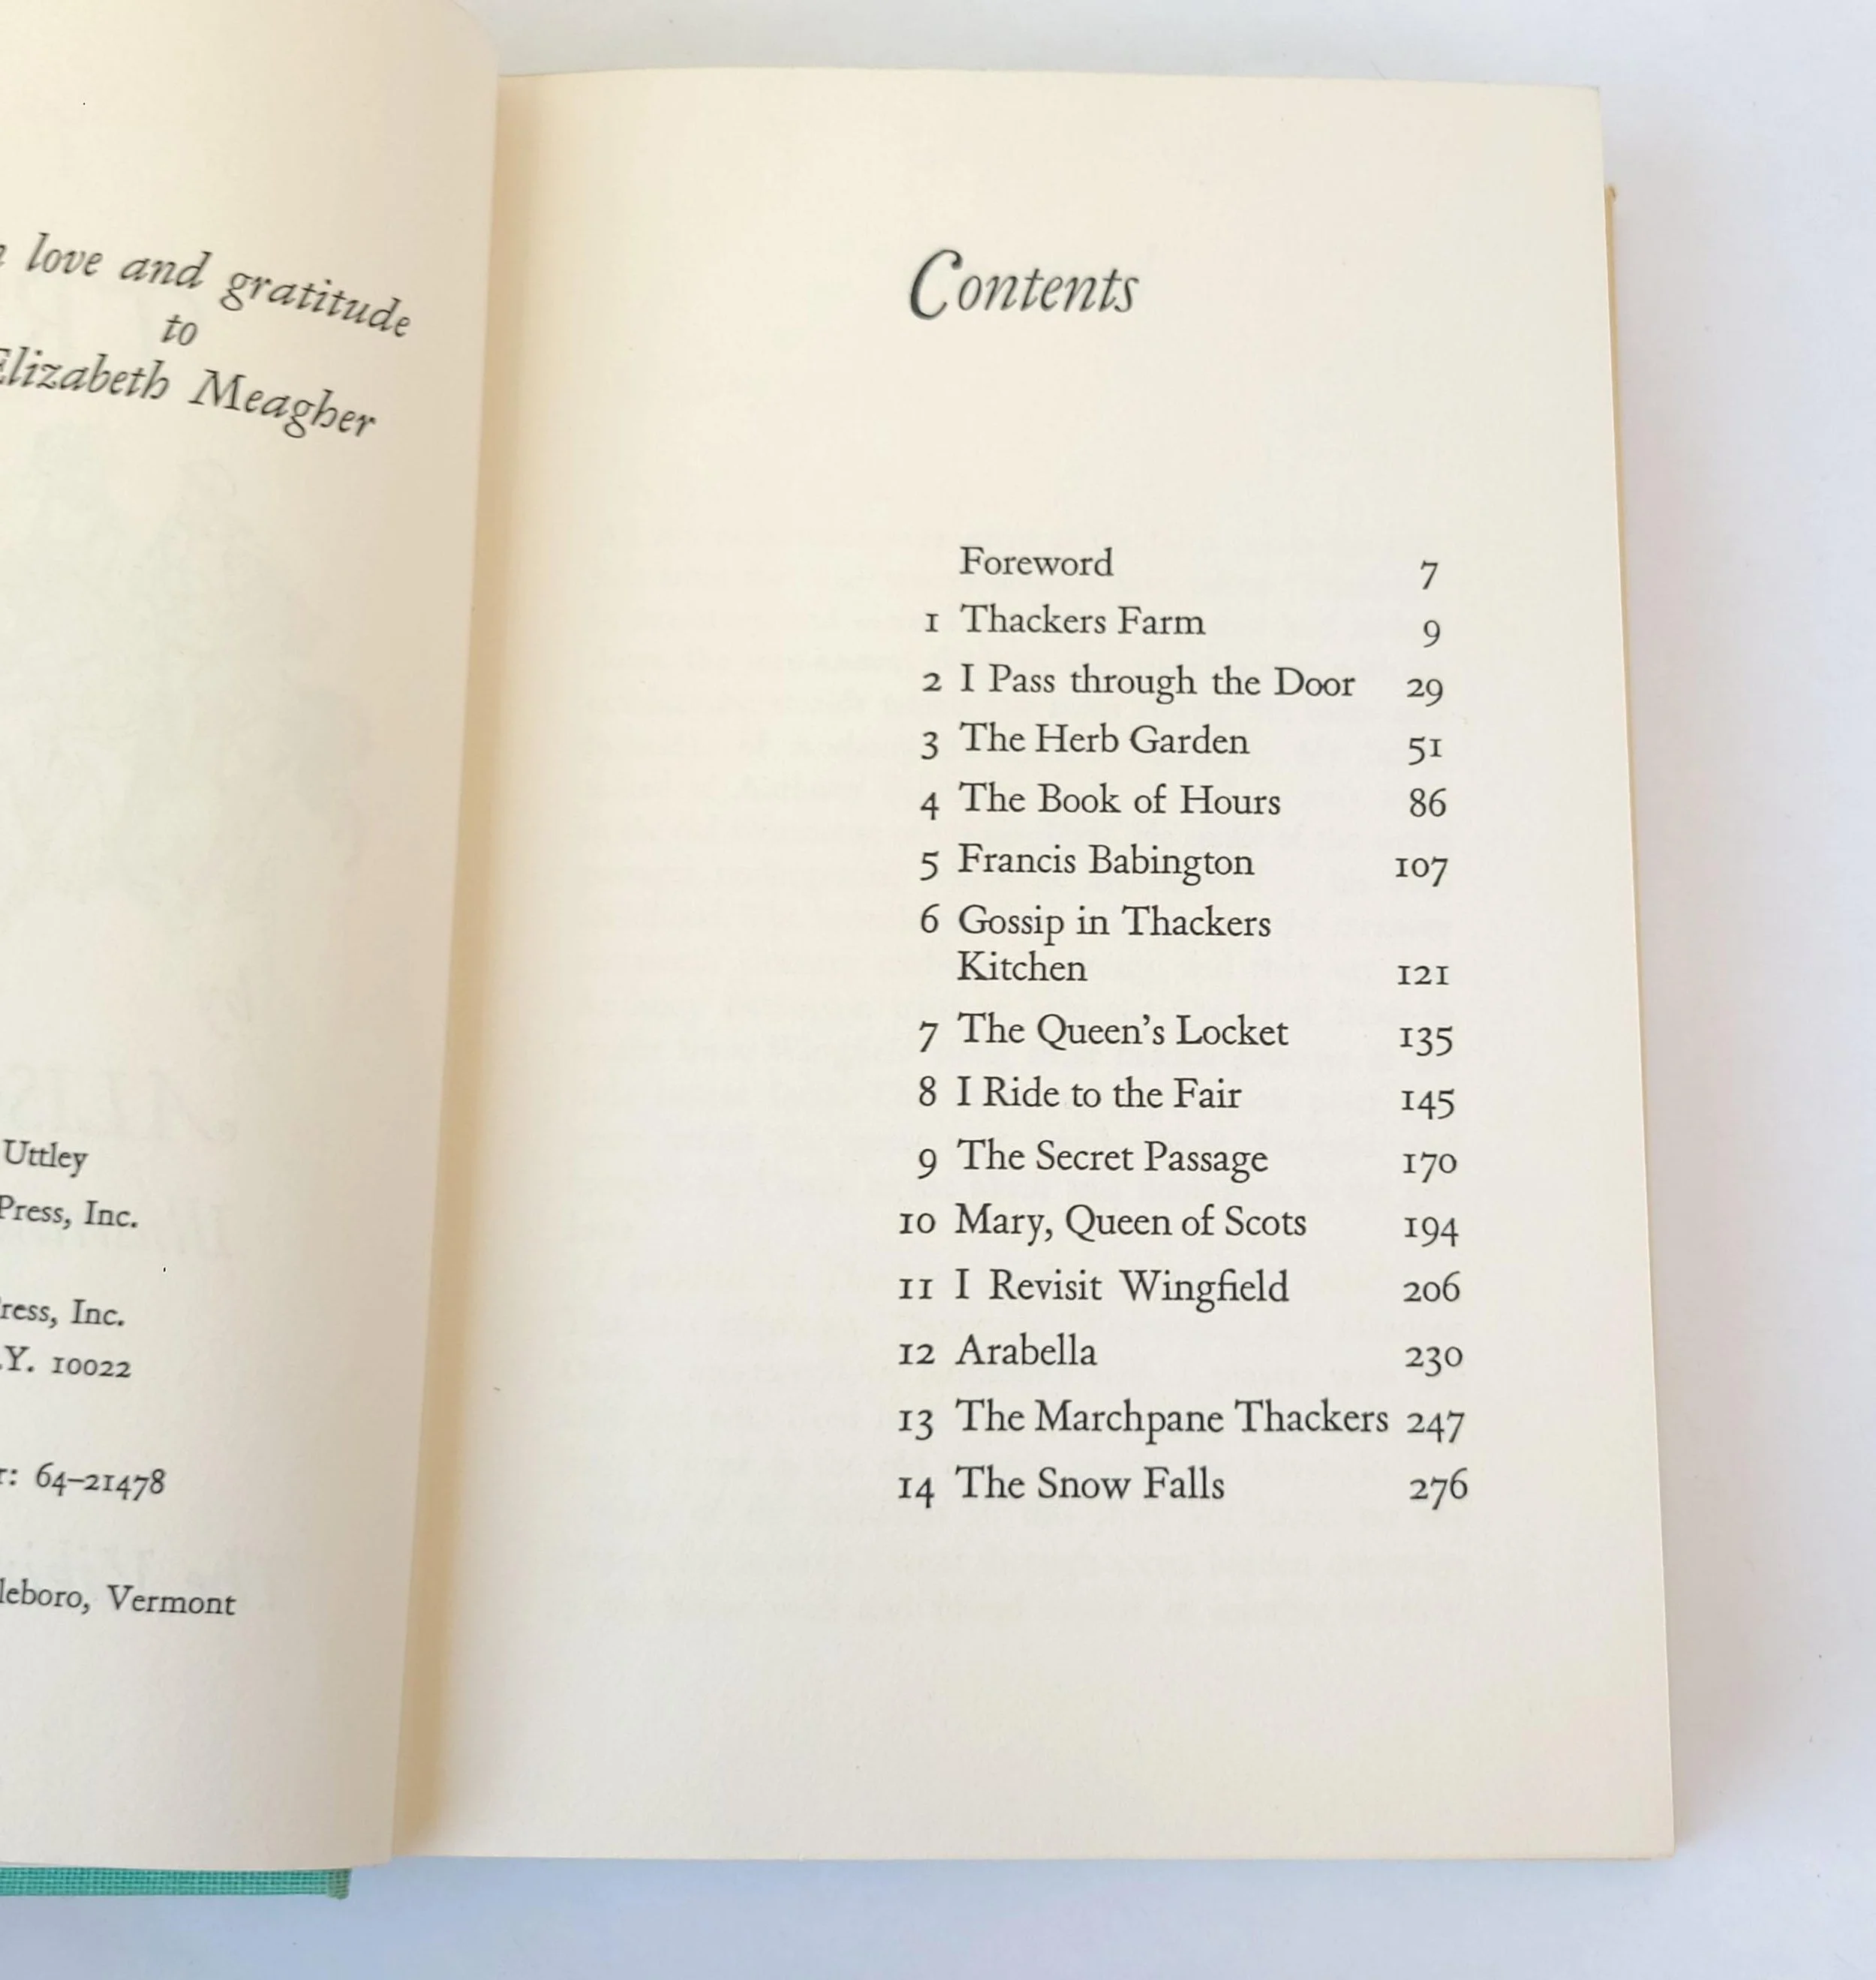 love and gratitude
to
Elizabeth Meagher
Uttley
Press, Inc.
Press, Inc.
N.Y. 10022
64–21478
Vermont
Contents
Foreword 7
1 Thackers Farm 9
2 I Pass through the Door 29
3 The Herb Garden 51
4 The Book of Hours 86
5 Francis Babington 107
6 Gossip in Thackers
Kitchen 121
7 The Queen's Locket 135
8 I Ride to the Fair 145
9 The Secret Passage 170
10 Mary, Queen of Scots 194
11 I Revisit Wingfield 206
12 Arabella 230
13 The Marchpane Thackers 247
14 The Snow Falls 276